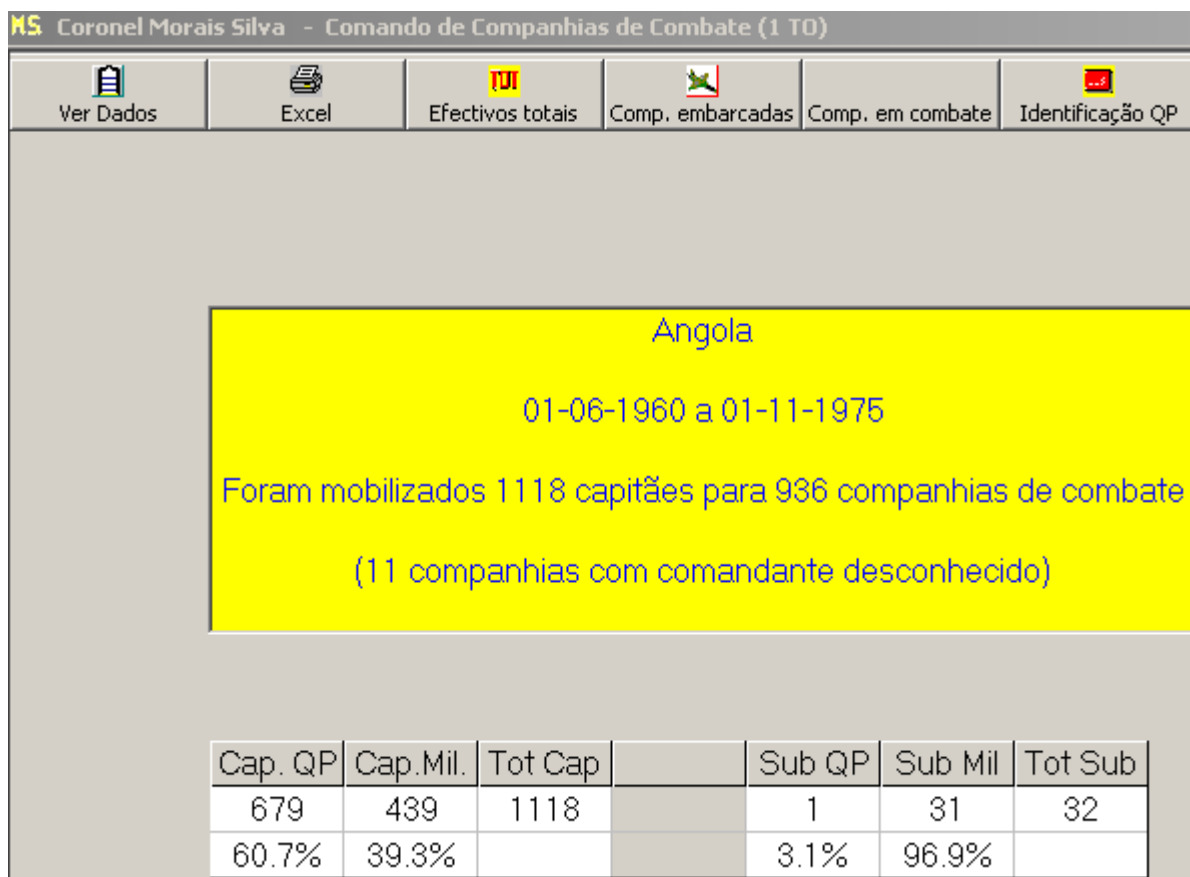 MS Coronel Morais Silva - Comando de Companhias de Combate (1 TO)
Ver Dados Excel Efectivos totais Comp. embarcadas Comp. em combate Identificação QP
Angola
01-06-1960 a 01-11-1975
Foram mobilizados 1118 capitães para 936 companhias de combate
(11 companhias com comandante desconhecido)
Cap. QP Cap.Mil. Tot Cap Sub QP Sub Mil Tot Sub
679 439 1118 1 31 32
60.7% 39.3% 3.1% 96.9%